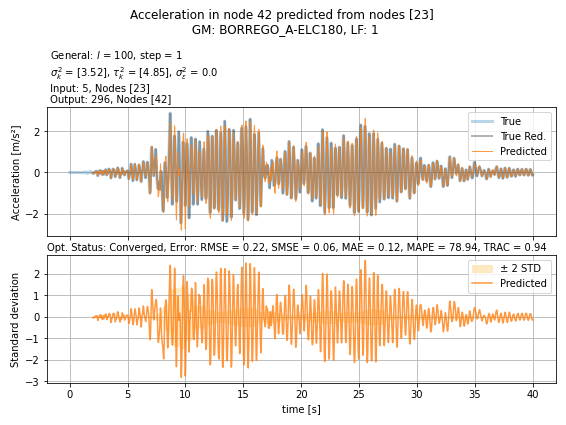 Acceleration in node 42 predicted from nodes [23]
GM: BORREGO_A-ELC180, LF: 1
General: l = 100, step = 1
σ²ₖ = [3.52], τ²ₖ = [4.85], σ²ε = 0.0
Input: 5, Nodes [23]
Output: 296, Nodes [42]
Acceleration [m/s²]
2
0
−2
True
True Red.
Predicted
Opt. Status: Converged, Error: RMSE = 0.22, SMSE = 0.06, MAE = 0.12, MAPE = 78.94, TRAC = 0.94
Standard deviation
2
1
0
−1
−2
−3
± 2 STD
Predicted
0 5 10 15 20 25 30 35 40
time [s]